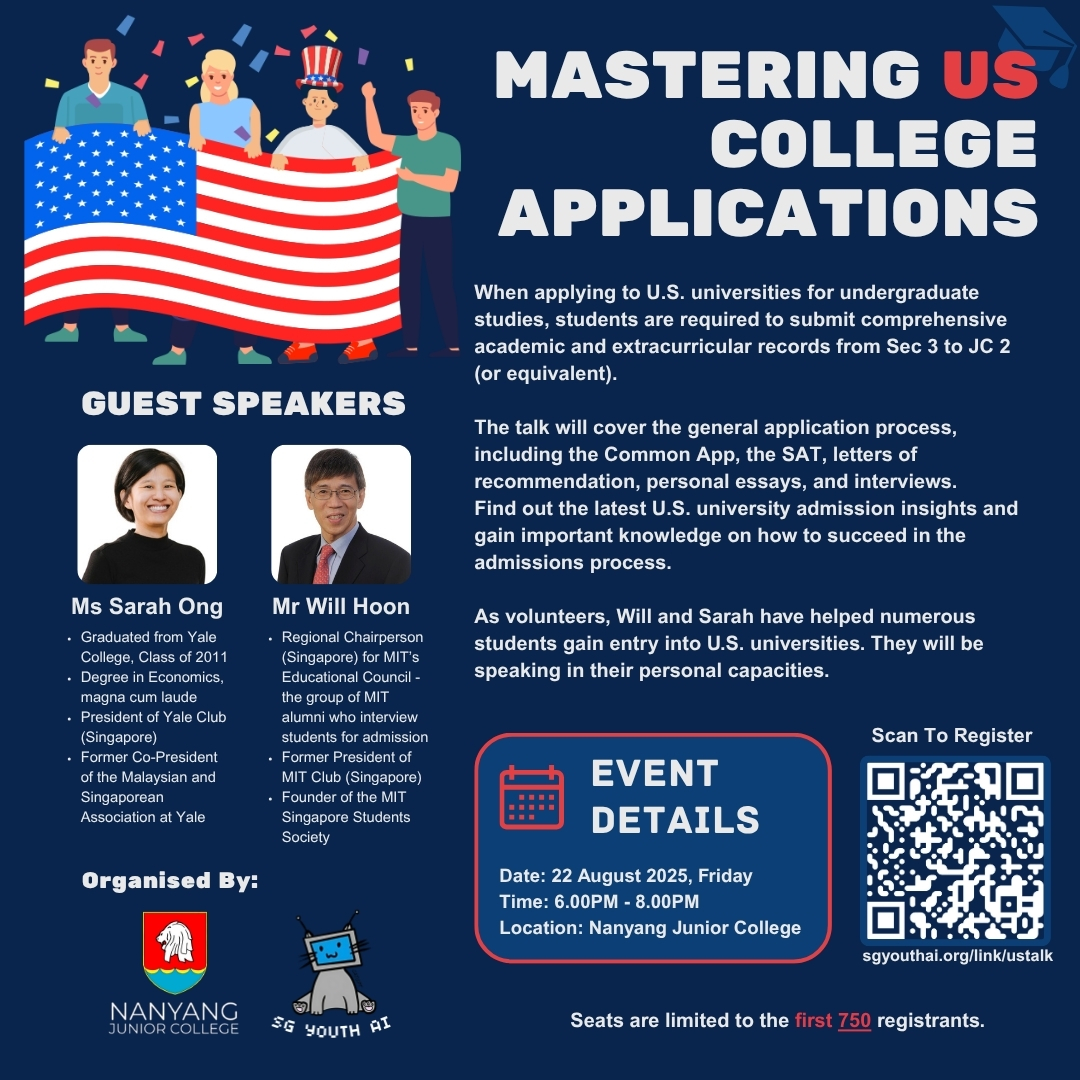 MASTERING US
COLLEGE
APPLICATIONS
When applying to U.S. universities for undergraduate
studies, students are required to submit comprehensive
academic and extracurricular records from Sec 3 to JC 2
(or equivalent).
The talk will cover the general application process,
including the Common App, the SAT, letters of
recommendation, personal essays, and interviews.
Find out the latest U.S. university admission insights and
gain important knowledge on how to succeed in the
admissions process.
As volunteers, Will and Sarah have helped numerous
students gain entry into U.S. universities. They will be
speaking in their personal capacities.
GUEST SPEAKERS
Ms Sarah Ong
• Graduated from Yale
College, Class of 2011
• Degree in Economics,
magna cum laude
• President of Yale Club
(Singapore)
• Former Co-President
of the Malaysian and
Singaporean
Association at Yale
Mr Will Hoon
• Regional Chairperson
(Singapore) for MIT's
Educational Council -
the group of MIT
alumni who interview
students for admission
• Former President of
MIT Club (Singapore)
• Founder of the MIT
Singapore Students
Society
Organised By:
NANYANG
JUNIOR COLLEGE
SG YOUTH AI
EVENT
DETAILS
Date: 22 August 2025, Friday
Time: 6.00PM - 8.00PM
Location: Nanyang Junior College
Scan To Register
sgyouthai.org/link/ustalk
Seats are limited to the first 750 registrants.